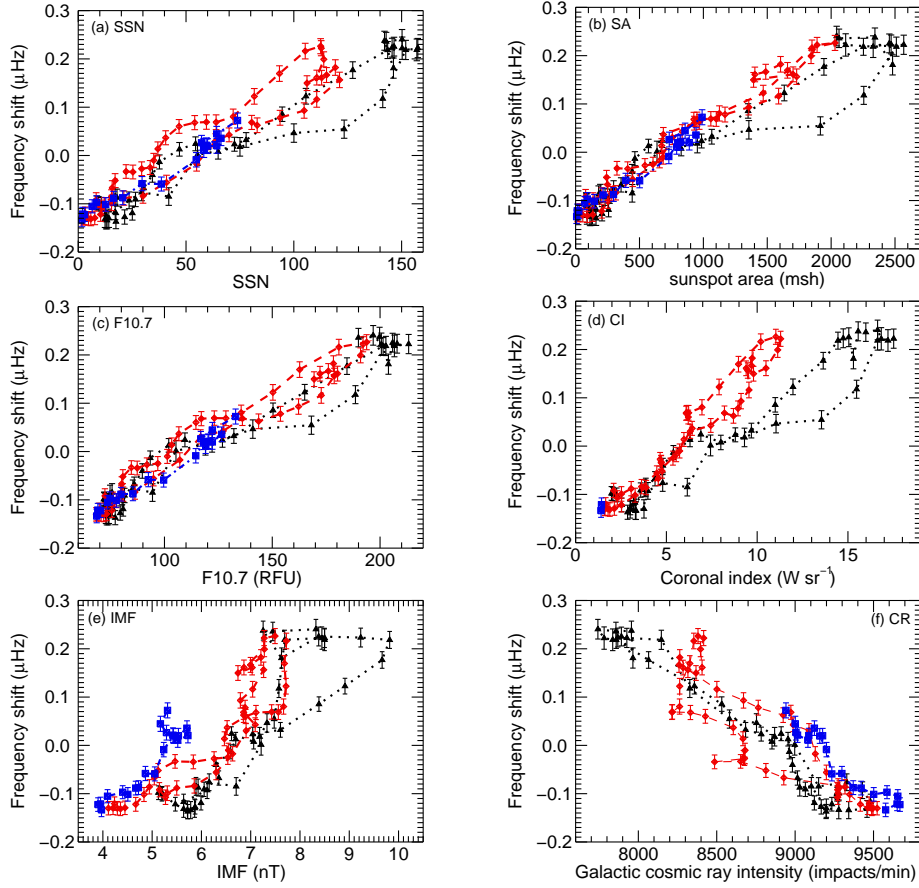 (a) SSN
0.3
0.2
0.1
0.0
−0.1
−0.2
Frequency shift (μHz)
0 50 100 150
SSN
(b) SA
0.3
0.2
0.1
0.0
−0.1
−0.2
Frequency shift (μHz)
0 500 1000 1500 2000 2500
sunspot area (msh)
(c) F10.7
0.3
0.2
0.1
0.0
−0.1
−0.2
Frequency shift (μHz)
100 150 200
F10.7 (RFU)
(d) CI
0.3
0.2
0.1
0.0
−0.1
−0.2
Frequency shift (μHz)
0 5 10 15
Coronal index (W sr⁻¹)
(e) IMF
0.3
0.2
0.1
0.0
−0.1
−0.2
Frequency shift (μHz)
4 5 6 7 8 9 10
IMF (nT)
(f) CR
0.3
0.2
0.1
0.0
−0.1
−0.2
Frequency shift (μHz)
8000 8500 9000 9500
Galactic cosmic ray intensity (impacts/min)